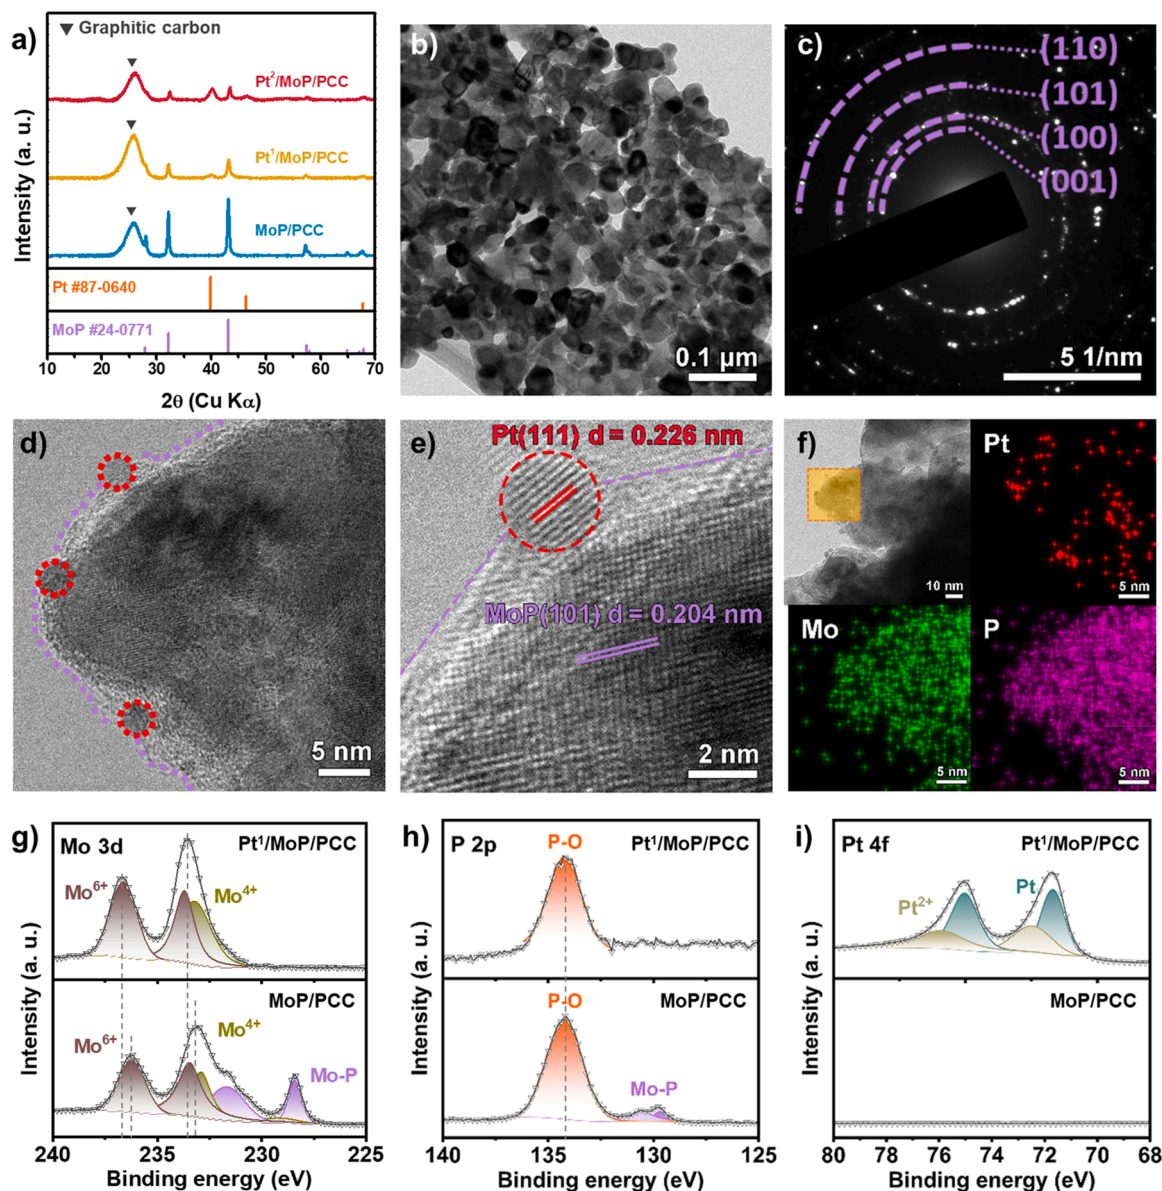 a)
▼ Graphitic carbon
Pt²/MoP/PCC
Pt¹/MoP/PCC
MoP/PCC
Pt #87-0640
MoP #24-0771
Intensity (a. u.)
10 20 30 40 50 60 70
2θ (Cu Kα)
b)
0.1 μm
c)
(110)
(101)
(100)
(001)
5 1/nm
d)
5 nm
e)
Pt(111) d = 0.226 nm
MoP(101) d = 0.204 nm
2 nm
f)
10 nm
Pt
5 nm
Mo
5 nm
P
5 nm
g)
Mo 3d
Pt¹/MoP/PCC
Mo⁶⁺
Mo⁴⁺
MoP/PCC
Mo⁶⁺
Mo⁴⁺
Mo-P
Intensity (a. u.)
240 235 230 225
Binding energy (eV)
h)
P 2p
P-O
Pt¹/MoP/PCC
P-O
MoP/PCC
Mo-P
Intensity (a. u.)
140 135 130 125
Binding energy (eV)
i)
Pt 4f
Pt¹/MoP/PCC
Pt
Pt²⁺
MoP/PCC
Intensity (a. u.)
80 78 76 74 72 70 68
Binding energy (eV)